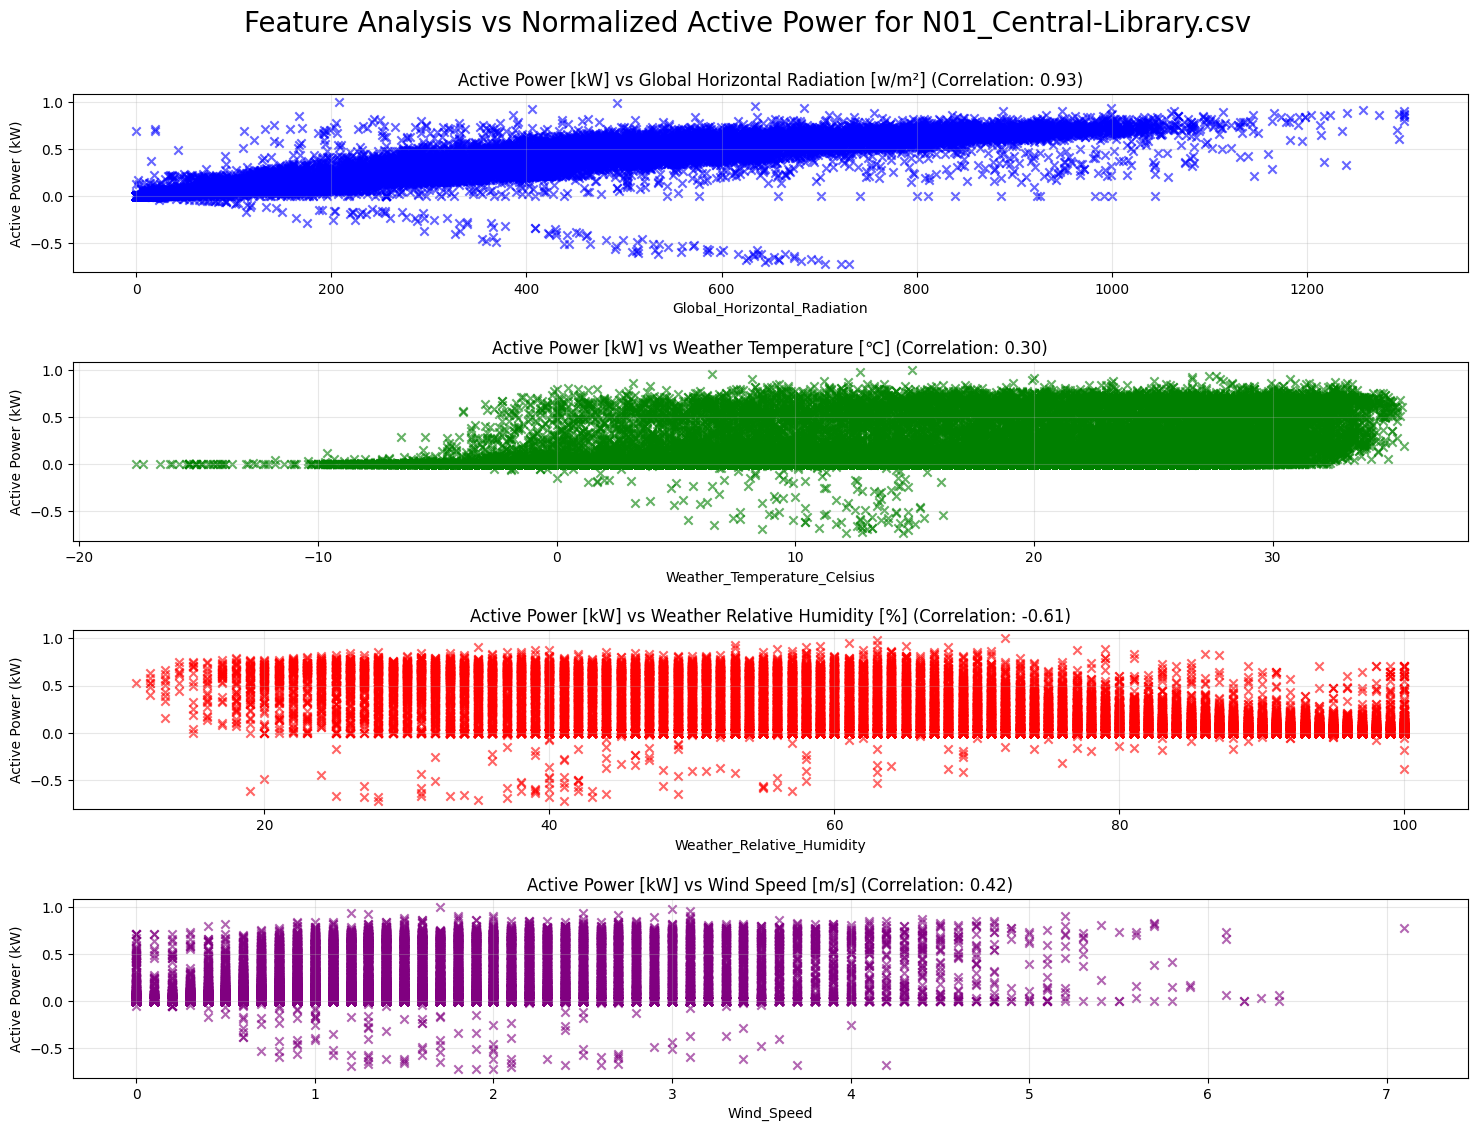 Feature Analysis vs Normalized Active Power for N01_Central-Library.csv
Active Power [kW] vs Global Horizontal Radiation [w/m²] (Correlation: 0.93)
Active Power (kW)
1.0
0.5
0.0
−0.5
0 200 400 600 800 1000 1200
Global_Horizontal_Radiation
Active Power [kW] vs Weather Temperature [℃] (Correlation: 0.30)
Active Power (kW)
1.0
0.5
0.0
−0.5
−20 −10 0 10 20 30
Weather_Temperature_Celsius
Active Power [kW] vs Weather Relative Humidity [%] (Correlation: -0.61)
Active Power (kW)
1.0
0.5
0.0
−0.5
20 40 60 80 100
Weather_Relative_Humidity
Active Power [kW] vs Wind Speed [m/s] (Correlation: 0.42)
Active Power (kW)
1.0
0.5
0.0
−0.5
0 1 2 3 4 5 6 7
Wind_Speed